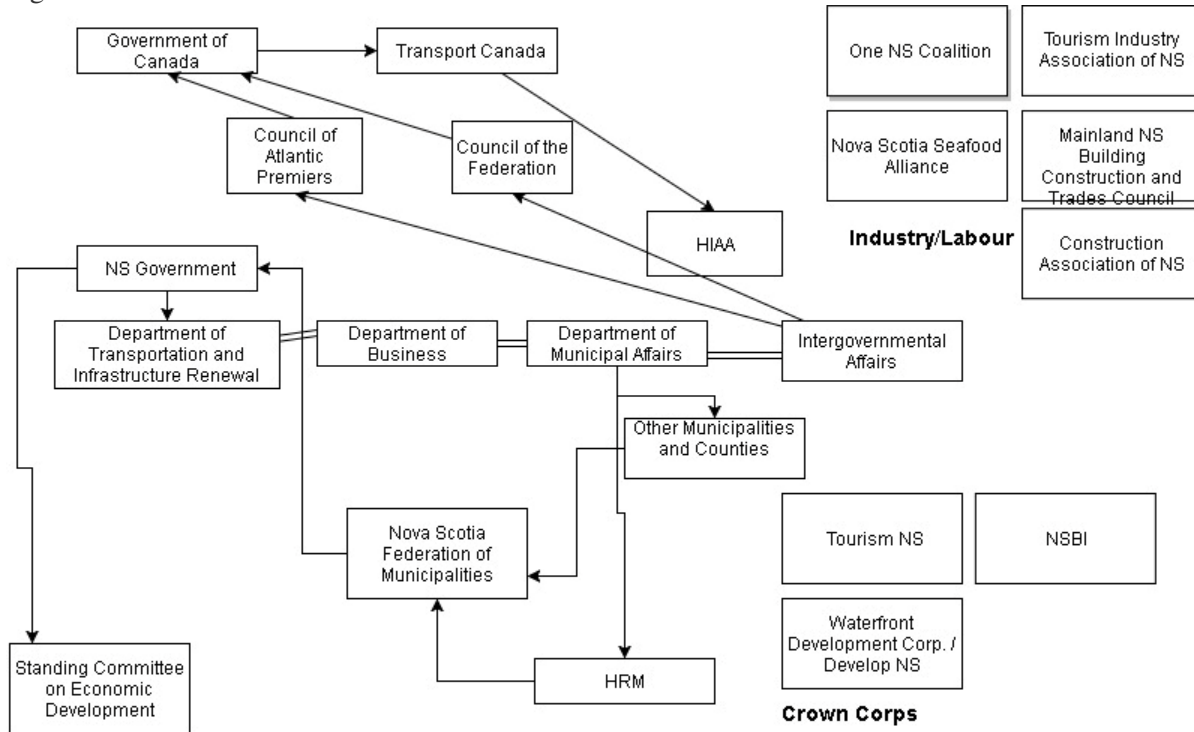 Government of
Canada
Transport Canada
One NS Coalition
Tourism Industry
Association of NS
Council of
Atlantic
Premiers
Council of the
Federation
Nova Scotia Seafood
Alliance
Mainland NS
Building
Construction and
Trades Council
HIAA
Industry/Labour
Construction
Association of NS
NS Government
Department of
Transportation and
Infrastructure Renewal
Department of
Business
Department of
Municipal Affairs
Intergovernmental
Affairs
Other Municipalities
and Counties
Nova Scotia
Federation of
Municipalities
Tourism NS
NSBI
Waterfront
Development Corp. /
Develop NS
Standing Committee
on Economic
Development
HRM
Crown Corps